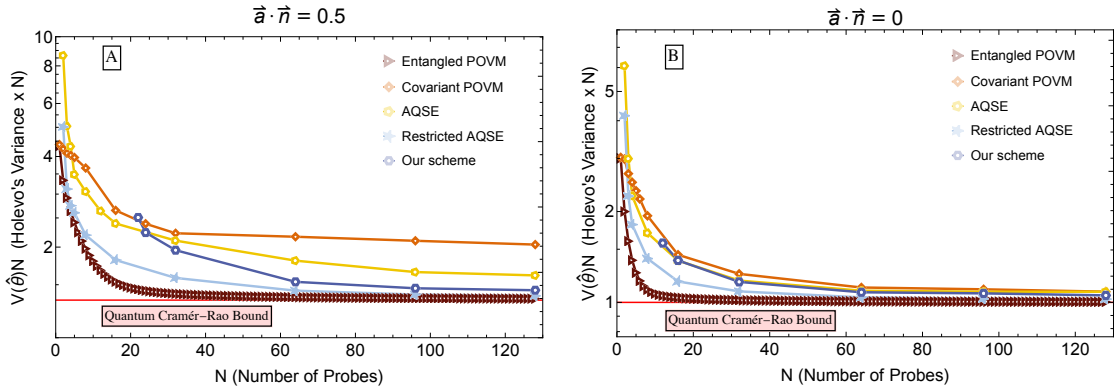 a⃗ · n⃗ = 0.5
A
Entangled POVM
Covariant POVM
AQSE
Restricted AQSE
Our scheme
Quantum Cramér−Rao Bound
V(θ̂)N (Holevo's Variance x N)
10
8
6
4
2
0 20 40 60 80 100 120
N (Number of Probes)
a⃗ · n⃗ = 0
B
Entangled POVM
Covariant POVM
AQSE
Restricted AQSE
Our scheme
Quantum Cramér−Rao Bound
V(θ̂)N (Holevo's Variance x N)
5
2
1
0 20 40 60 80 100 120
N (Number of Probes)